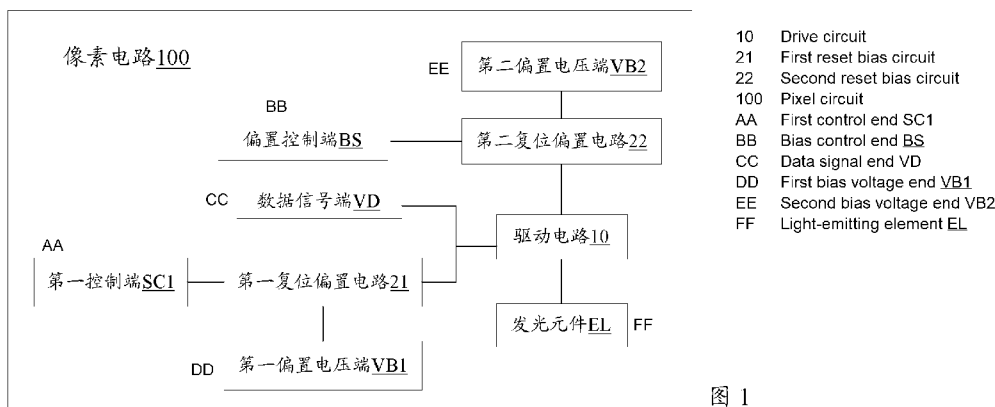 像素电路100
EE
第二偏置电压端VB2
BB
偏置控制端BS
第二复位偏置电路22
CC
数据信号端VD
驱动电路10
AA
第一控制端SC1
第一复位偏置电路21
发光元件EL
FF
DD
第一偏置电压端VB1
图 1
10 Drive circuit
21 First reset bias circuit
22 Second reset bias circuit
100 Pixel circuit
AA First control end SC1
BB Bias control end BS
CC Data signal end VD
DD First bias voltage end VB1
EE Second bias voltage end VB2
FF Light-emitting element EL